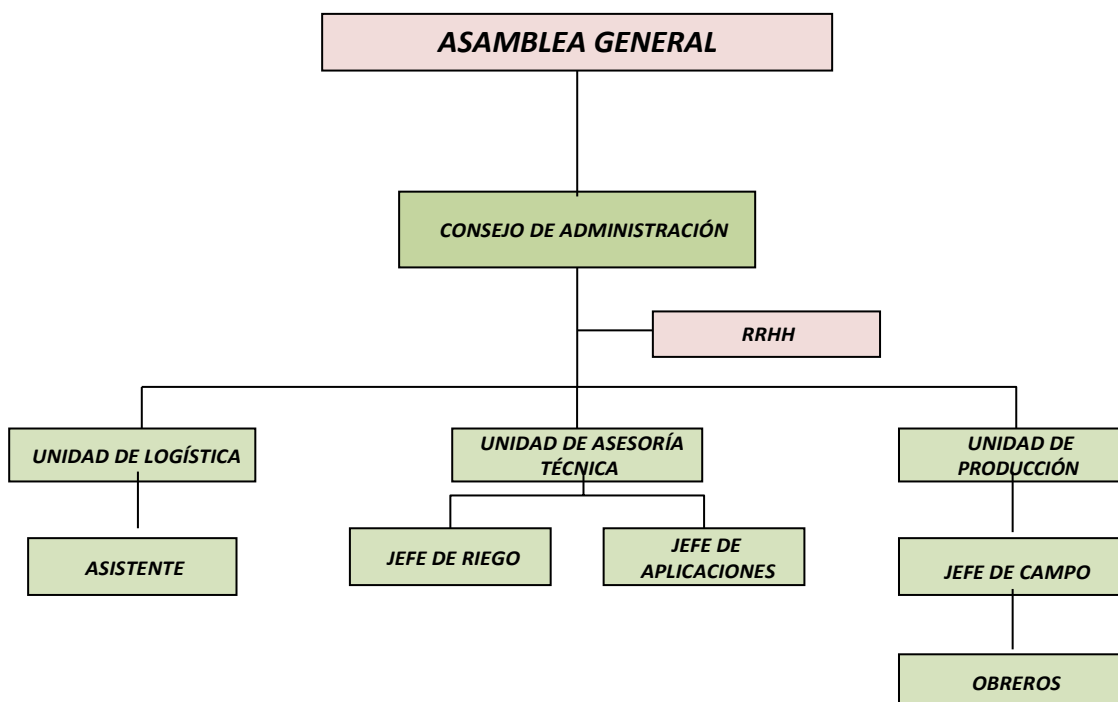 ASAMBLEA GENERAL
CONSEJO DE ADMINISTRACIÓN
RRHH
UNIDAD DE LOGÍSTICA
UNIDAD DE ASESORÍA
TÉCNICA
UNIDAD DE
PRODUCCIÓN
ASISTENTE
JEFE DE RIEGO
JEFE DE
APLICACIONES
JEFE DE CAMPO
OBREROS